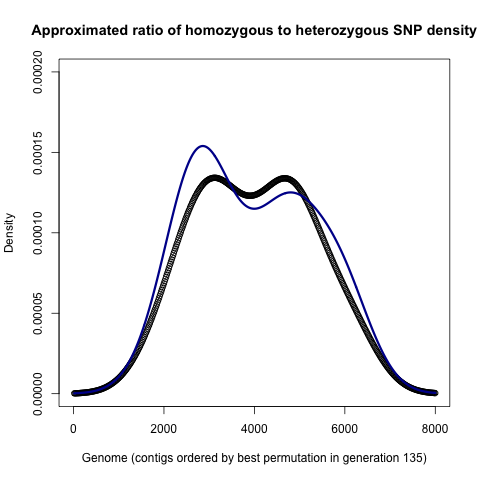 Approximated ratio of homozygous to heterozygous SNP density
0.00020
0.00015
0.00010
0.00005
0.00000
Density
0 2000 4000 6000 8000
Genome (contigs ordered by best permutation in generation 135)